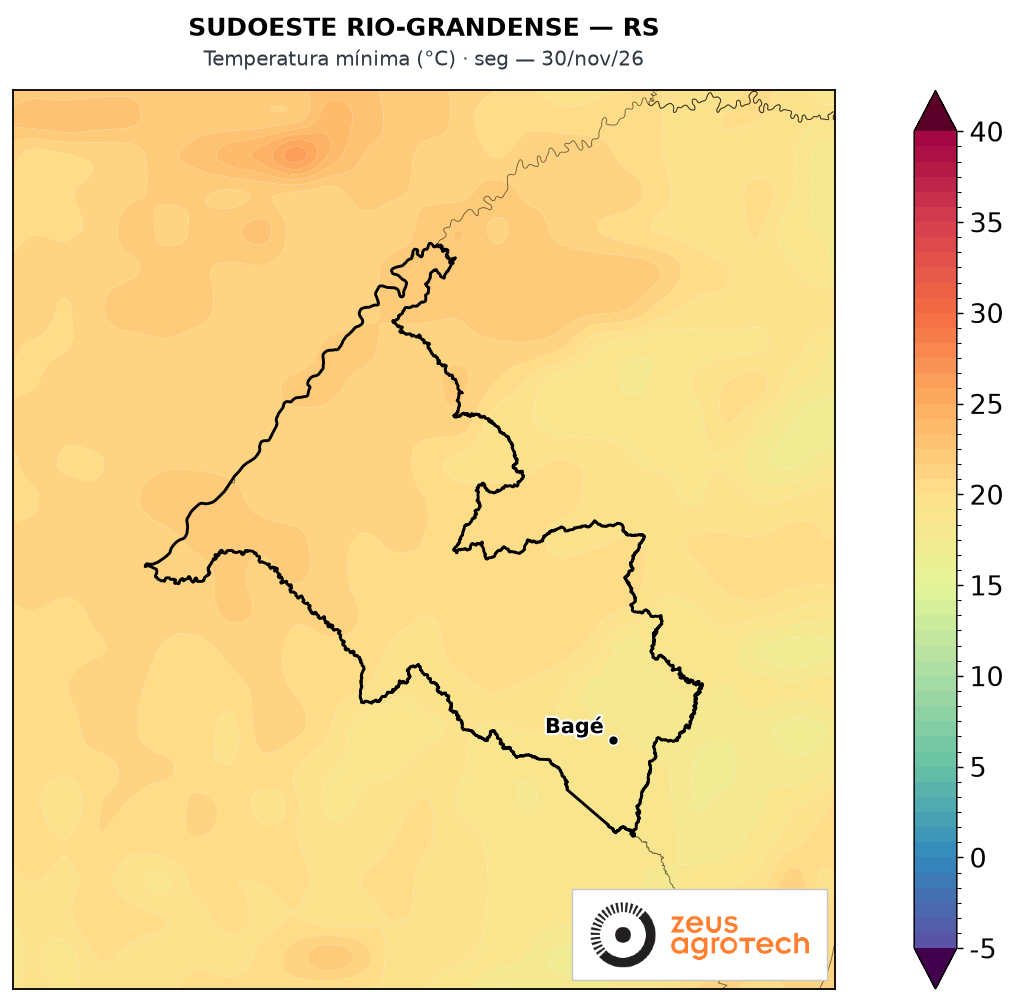 SUDOESTE RIO-GRANDENSE — RS
Temperatura mínima (°C) · seg — 30/nov/26
40
35
30
25
20
15
10
5
0
-5
Bagé
zeus
agrotech